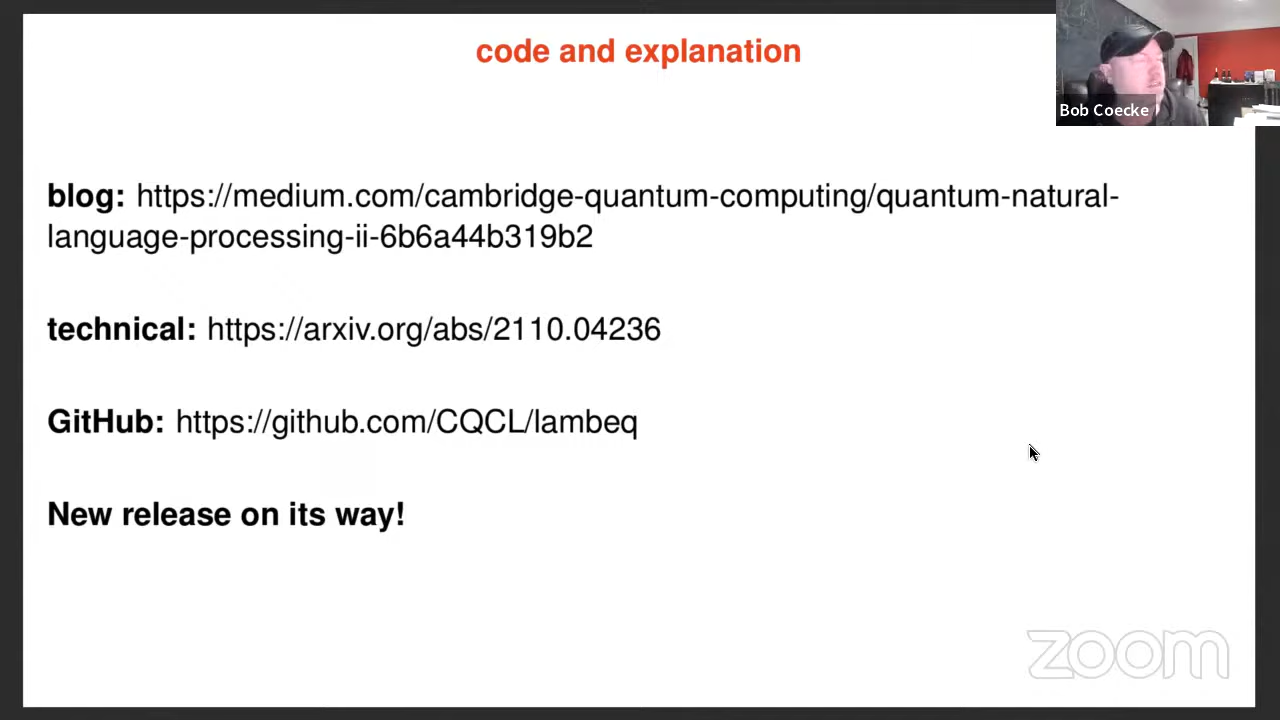 code and explanation
Bob Coecke
blog: https://medium.com/cambridge-quantum-computing/quantum-natural-
language-processing-ii-6b6a44b319b2
technical: https://arxiv.org/abs/2110.04236
GitHub: https://github.com/CQCL/lambeq
New release on its way!
zoom